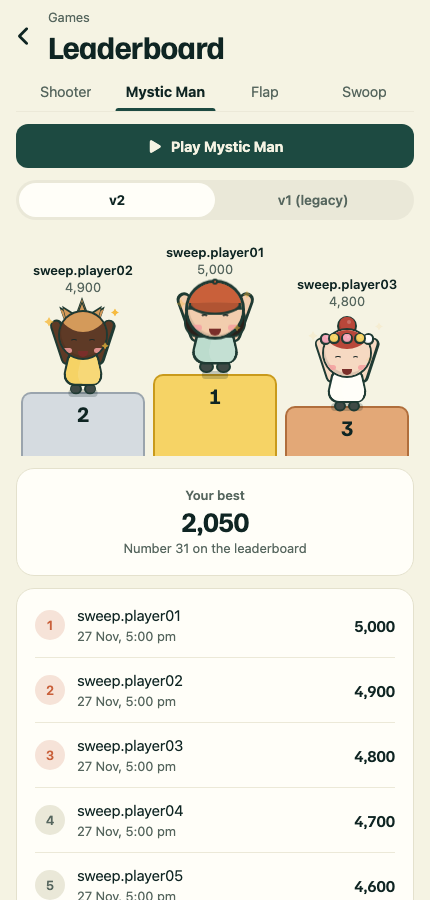 Games
Leaderboard
Shooter
Mystic Man
Flap
Swoop
Play Mystic Man
v2
v1 (legacy)
sweep.player01
5,000
sweep.player02
4,900
sweep.player03
4,800
2
1
3
Your best
2,050
Number 31 on the leaderboard
1
sweep.player01
27 Nov, 5:00 pm
5,000
2
sweep.player02
27 Nov, 5:00 pm
4,900
3
sweep.player03
27 Nov, 5:00 pm
4,800
4
sweep.player04
27 Nov, 5:00 pm
4,700
5
sweep.player05
27 Nov, 5:00 pm
4,600